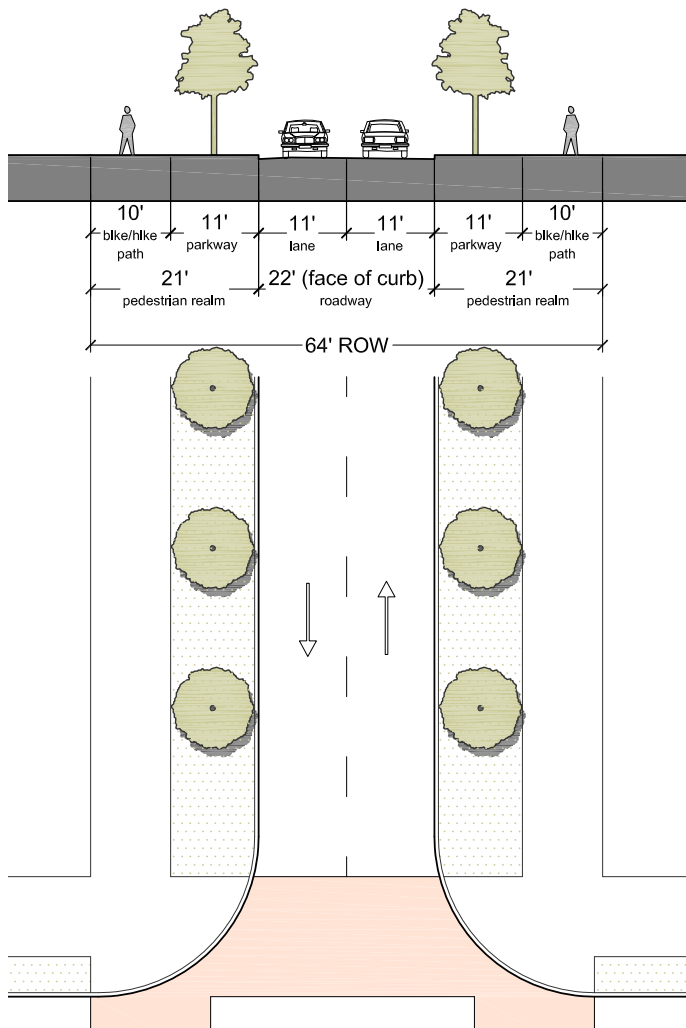 10' 11' 11' 11' 11' 10'
bike/hike path parkway lane lane parkway bike/hike path
21' 22' (face of curb) 21'
pedestrian realm roadway pedestrian realm
64' ROW